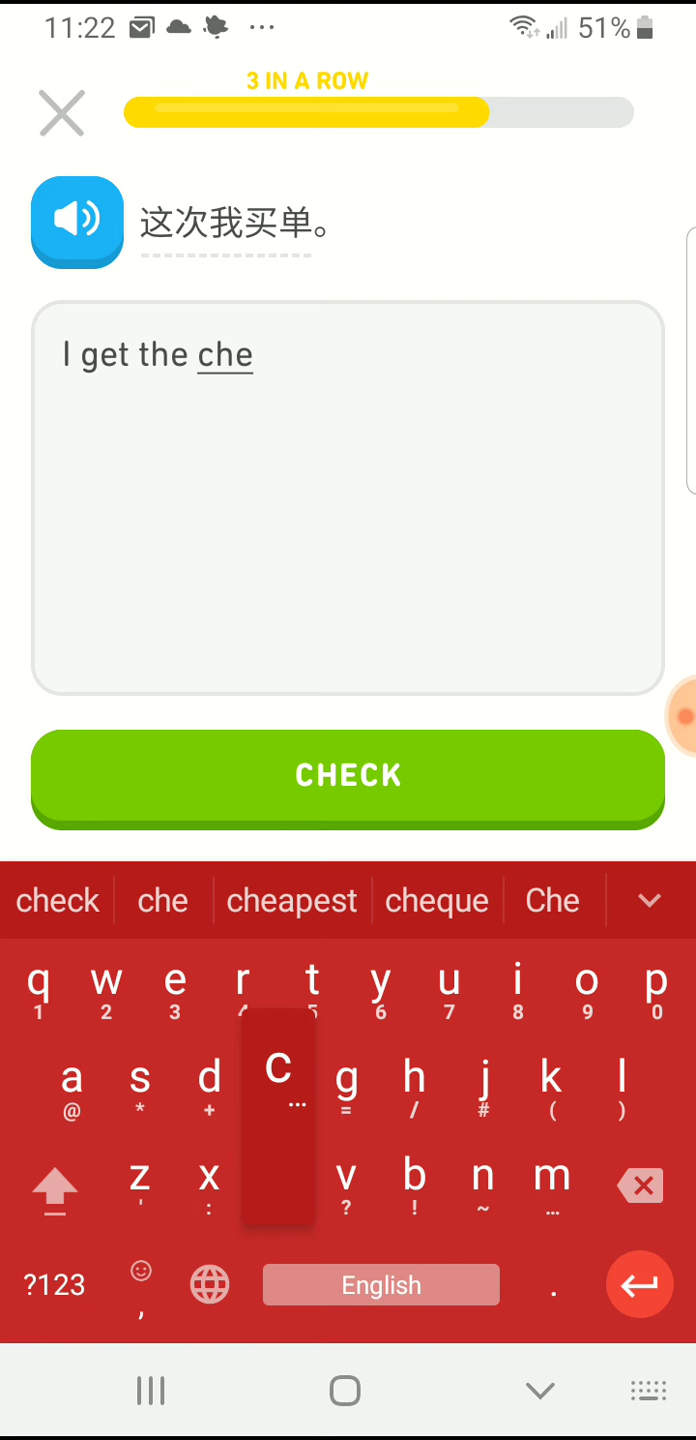 11:22 ... 51%
3 IN A ROW
这次我买单。
I get the che
CHECK
check che cheapest cheque Che
q w e r t y u i o p
1 2 3 6 7 8 9 0
a s d c g h j k l
@ * + ... = / # ( )
z x v b n m
' : ? ! ~ ...
?123 , English .